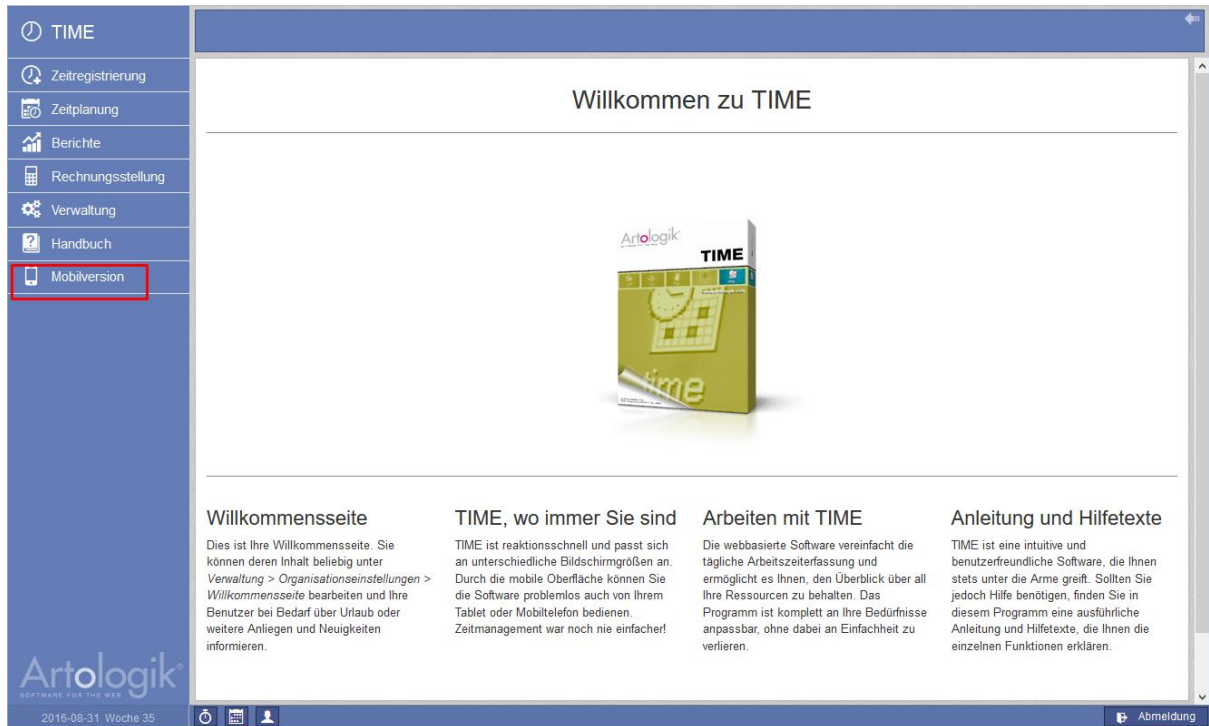 TIME
Zeitregistrierung
Zeitplanung
Berichte
Rechnungsstellung
Verwaltung
Handbuch
Mobilversion
Willkommen zu TIME
Artologik
TIME
time
Willkommensseite
Dies ist Ihre Willkommensseite. Sie
können deren Inhalt beliebig unter
Verwaltung > Organisationseinstellungen >
Willkommensseite bearbeiten und Ihre
Benutzer bei Bedarf über Urlaub oder
weitere Anliegen und Neuigkeiten
informieren.
TIME, wo immer Sie sind
TIME ist reaktionsschnell und passt sich
an unterschiedliche Bildschirmgrößen an.
Durch die mobile Oberfläche können Sie
die Software problemlos auch von Ihrem
Tablet oder Mobiltelefon bedienen.
Zeitmanagement war noch nie einfacher!
Arbeiten mit TIME
Die webbasierte Software vereinfacht die
tägliche Arbeitszeiterfassung und
ermöglicht es Ihnen, den Überblick über all
Ihre Ressourcen zu behalten. Das
Programm ist komplett an Ihre Bedürfnisse
anpassbar, ohne dabei an Einfachheit zu
verlieren.
Anleitung und Hilfetexte
TIME ist eine intuitive und
benutzerfreundliche Software, die Ihnen
stets unter die Arme greift. Sollten Sie
jedoch Hilfe benötigen, finden Sie in
diesem Programm eine ausführliche
Anleitung und Hilfetexte, die Ihnen die
einzelnen Funktionen erklären.
Artologik
SOFTWARE FOR THE WEB
2016-08-31 Woche 35
Abmeldung